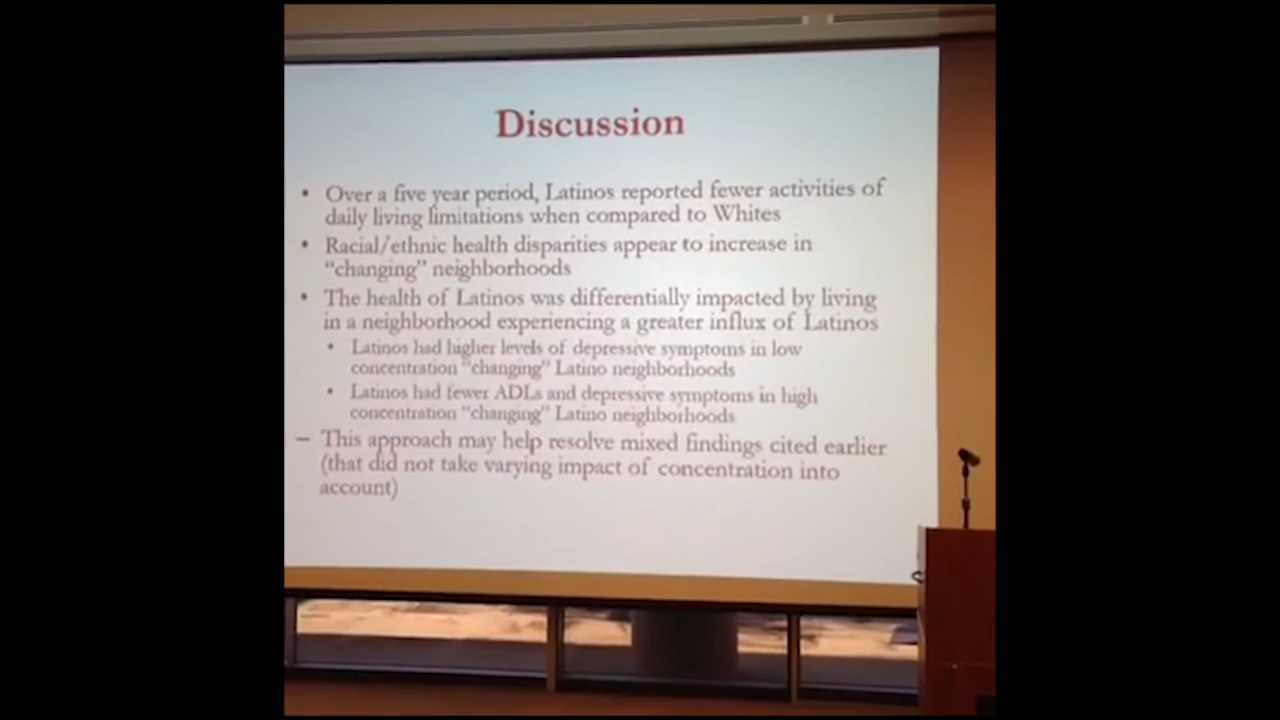 Discussion
• Over a five year period, Latinos reported fewer activities of
daily living limitations when compared to Whites
• Racial/ethnic health disparities appear to increase in
“changing” neighborhoods
• The health of Latinos was differentially impacted by living
in a neighborhood experiencing a greater influx of Latinos
• Latinos had higher levels of depressive symptoms in low
concentration “changing” Latino neighborhoods
• Latinos had fewer ADLs and depressive symptoms in high
concentration “changing” Latino neighborhoods
– This approach may help resolve mixed findings cited earlier
(that did not take varying impact of concentration into
account)